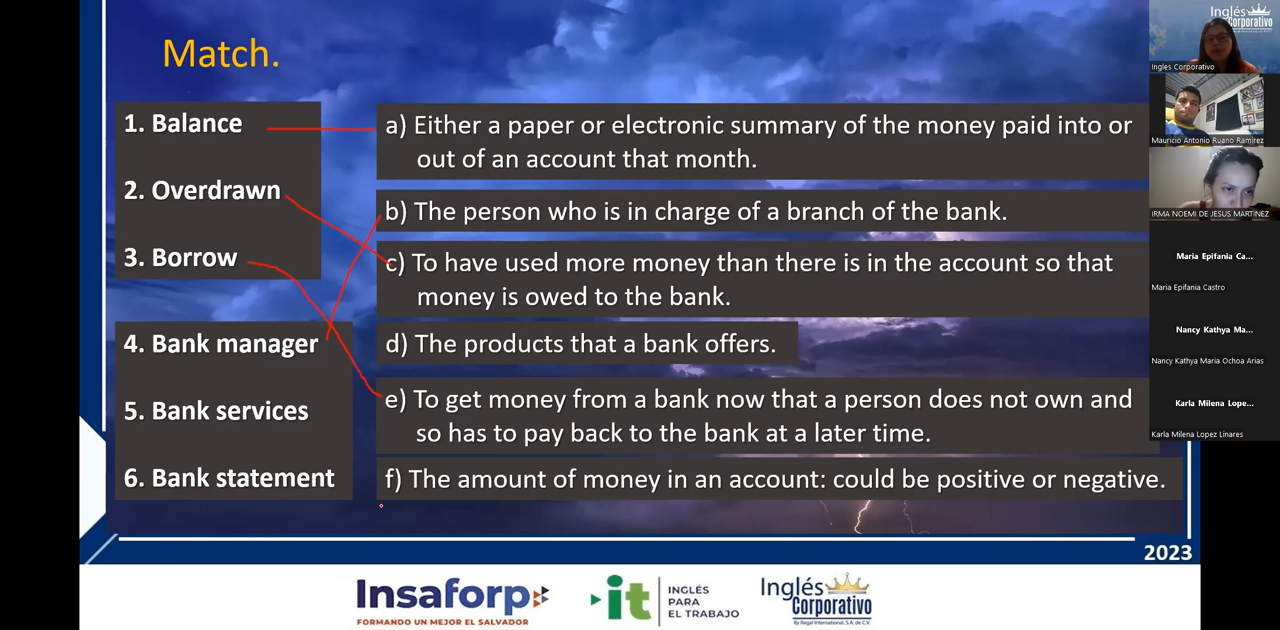 Match.
1. Balance
2. Overdrawn
3. Borrow
4. Bank manager
5. Bank services
6. Bank statement
a) Either a paper or electronic summary of the money paid into or
out of an account that month.
b) The person who is in charge of a branch of the bank.
c) To have used more money than there is in the account so that
money is owed to the bank.
d) The products that a bank offers.
e) To get money from a bank now that a person does not own and
so has to pay back to the bank at a later time.
f) The amount of money in an account: could be positive or negative.
2023
Insaforp
FORMANDO UN MEJOR EL SALVADOR
it
INGLÉS
PARA
EL TRABAJO
Inglés
Corporativo
By Regal International, S.A. de C.V.
Inglés
Corporativo
Ingles Corporativo
Mauricio Antonio Ruano Ramirez
IRMA NOEMI DE JESUS MARTINEZ
Maria Epifania Ca...
Maria Epifania Castro
Nancy Kathya Ma...
Nancy Kathya Maria Ochoa Arias
Karla Milena Lope...
Karla Milena Lopez Linares